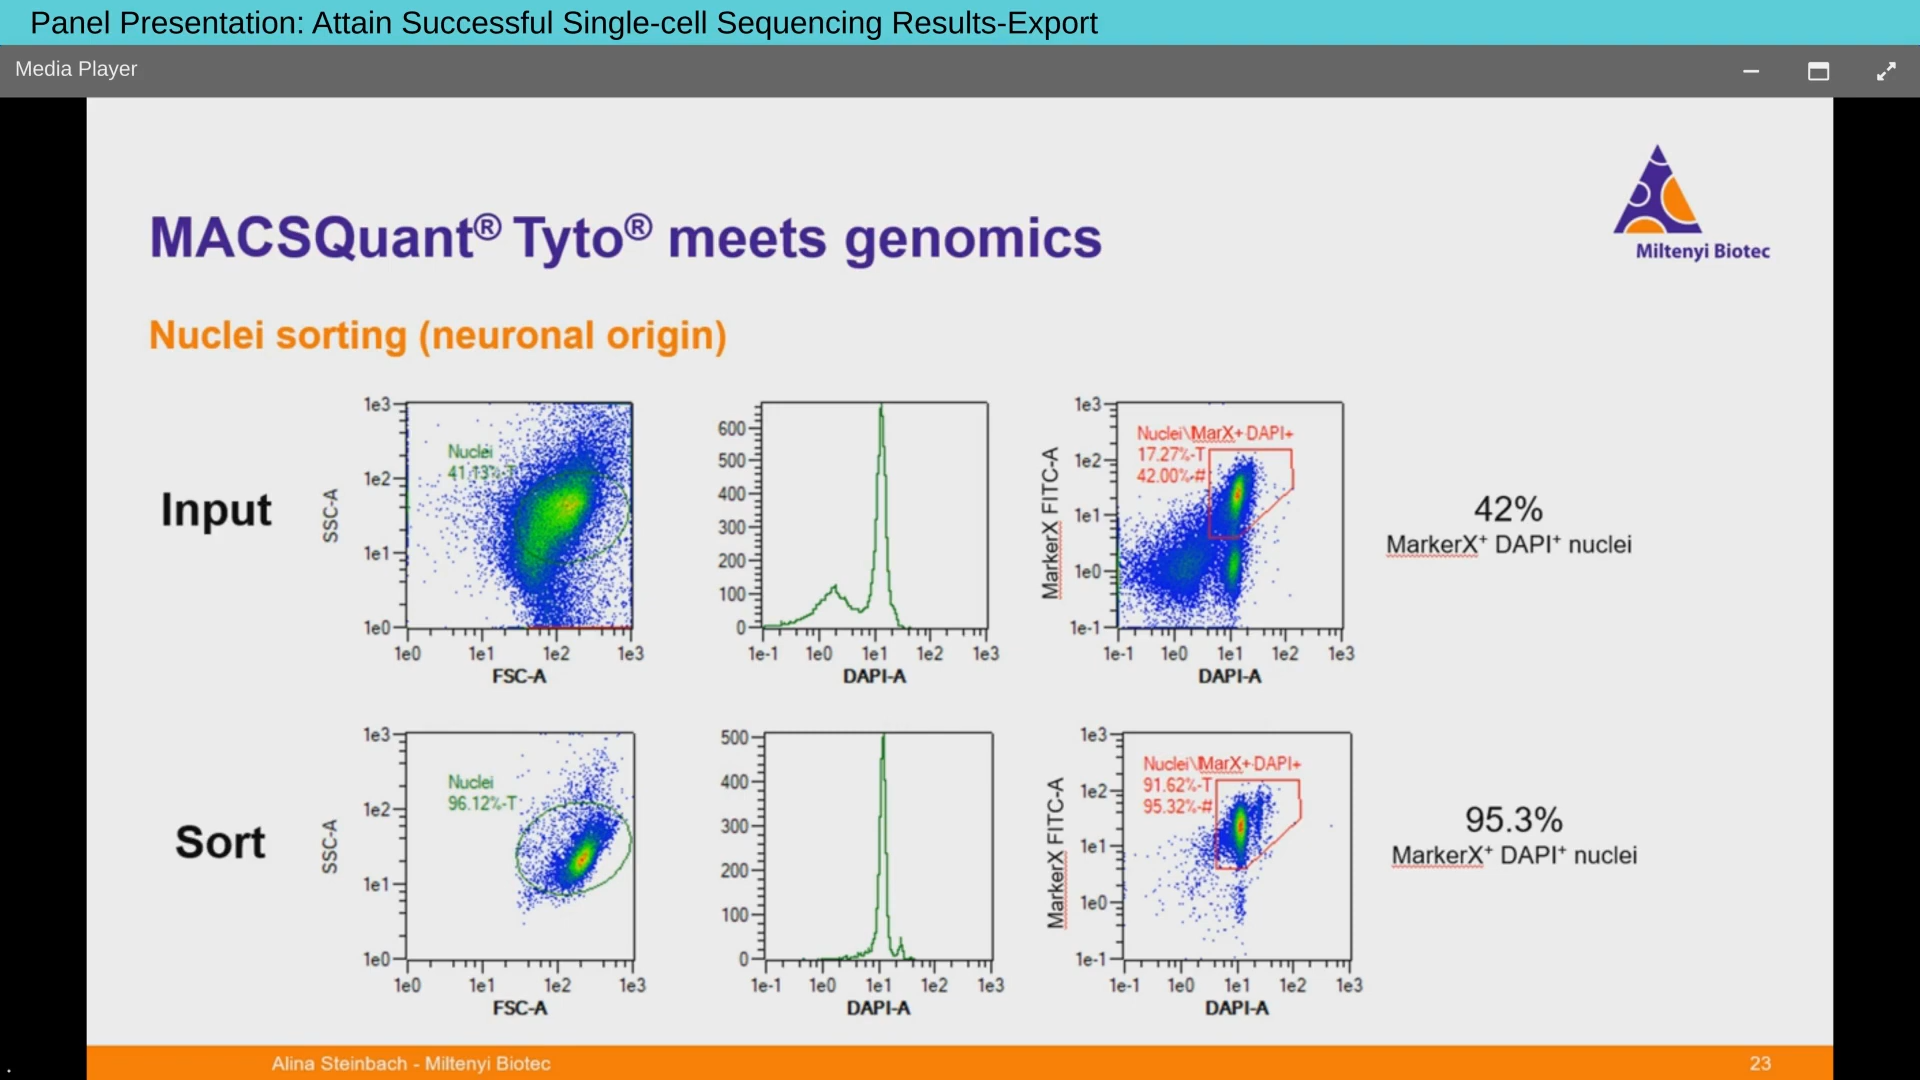 Panel Presentation: Attain Successful Single-cell Sequencing Results-Export
Media Player
Miltenyi Biotec
MACSQuant® Tyto® meets genomics
Nuclei sorting (neuronal origin)
Input
SSC-A
1e3
1e2
1e1
1e0
Nuclei
41.13%-T
1e0 1e1 1e2 1e3
FSC-A
600
500
400
300
200
100
0
1e-1 1e0 1e1 1e2 1e3
DAPI-A
MarkerX FITC-A
1e3
1e2
1e1
1e0
1e-1
Nuclei\MarX+ DAPI+
17.27%-T
42.00%-#
1e-1 1e0 1e1 1e2 1e3
DAPI-A
42%
MarkerX⁺ DAPI⁺ nuclei
Sort
SSC-A
1e3
1e2
1e1
1e0
Nuclei
96.12%-T
1e0 1e1 1e2 1e3
FSC-A
500
400
300
200
100
0
1e-1 1e0 1e1 1e2 1e3
DAPI-A
MarkerX FITC-A
1e3
1e2
1e1
1e0
1e-1
Nuclei\MarX+ DAPI+
91.62%-T
95.32%-#
1e-1 1e0 1e1 1e2 1e3
DAPI-A
95.3%
MarkerX⁺ DAPI⁺ nuclei
Alina Steinbach - Miltenyi Biotec
23